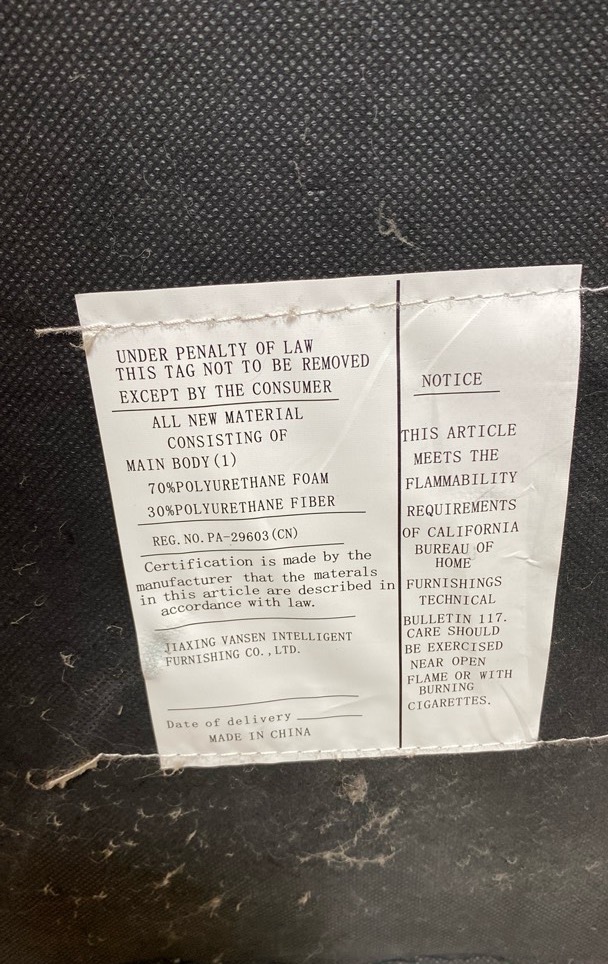 UNDER PENALTY OF LAW
THIS TAG NOT TO BE REMOVED
EXCEPT BY THE CONSUMER
ALL NEW MATERIAL
CONSISTING OF
MAIN BODY(1)
70%POLYURETHANE FOAM
30%POLYURETHANE FIBER
REG. NO. PA-29603(CN)
Certification is made by the
manufacturer that the materals
in this article are described in
accordance with law.
JIAXING VANSEN INTELLIGENT
FURNISHING CO.,LTD.
Date of delivery
MADE IN CHINA
NOTICE
THIS ARTICLE
MEETS THE
FLAMMABILITY
REQUIREMENTS
OF CALIFORNIA
BUREAU OF
HOME
FURNISHINGS
TECHNICAL
BULLETIN 117.
CARE SHOULD
BE EXERCISED
NEAR OPEN
FLAME OR WITH
BURNING
CIGARETTES.